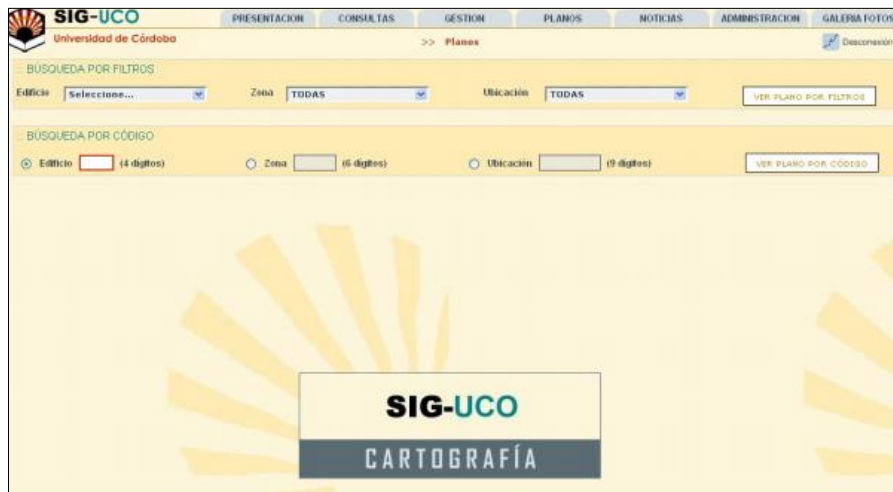 SIG-UCO
Universidad de Córdoba
PRESENTACION CONSULTAS GESTION PLANOS NOTICIAS ADMINISTRACION GALERIA FOTOS
>> Planos
Desconexión
:: BÚSQUEDA POR FILTROS
Edificio Seleccione... Zona TODAS Ubicación TODAS VER PLANO POR FILTROS
:: BÚSQUEDA POR CÓDIGO
Edificio (4 dígitos) Zona (6 dígitos) Ubicación (9 dígitos) VER PLANO POR CÓDIGO
SIG-UCO
CARTOGRAFÍA